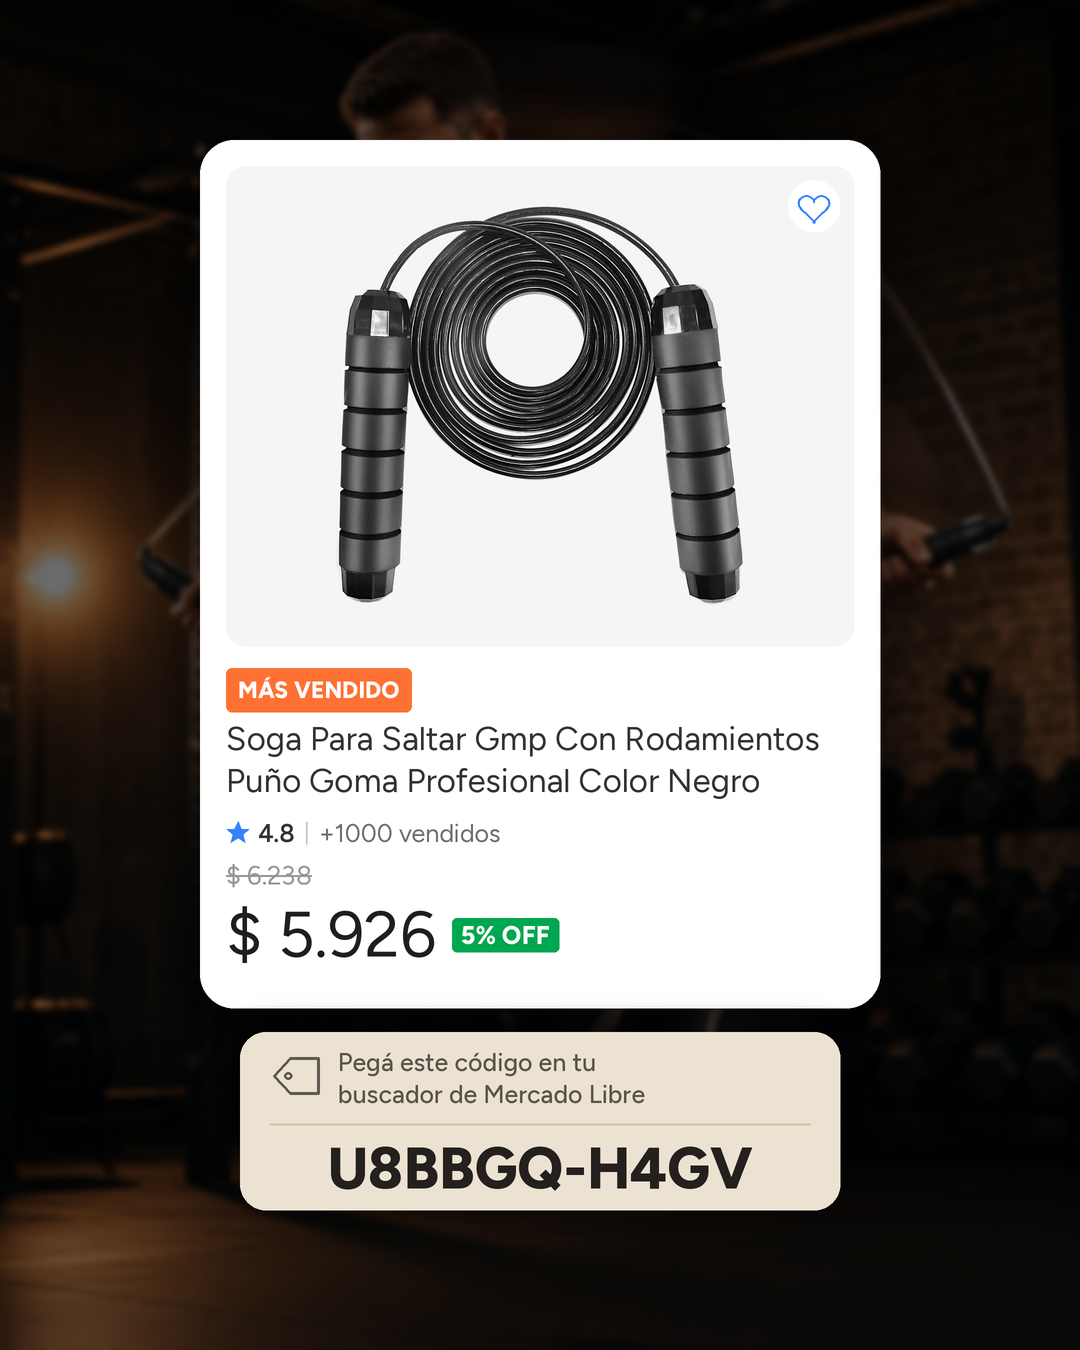 MÁS VENDIDO
Soga Para Saltar Gmp Con Rodamientos
Puño Goma Profesional Color Negro
4.8 | +1000 vendidos
$ 6.238
$ 5.926 5% OFF
Pegá este código en tu
buscador de Mercado Libre
U8BBGQ-H4GV